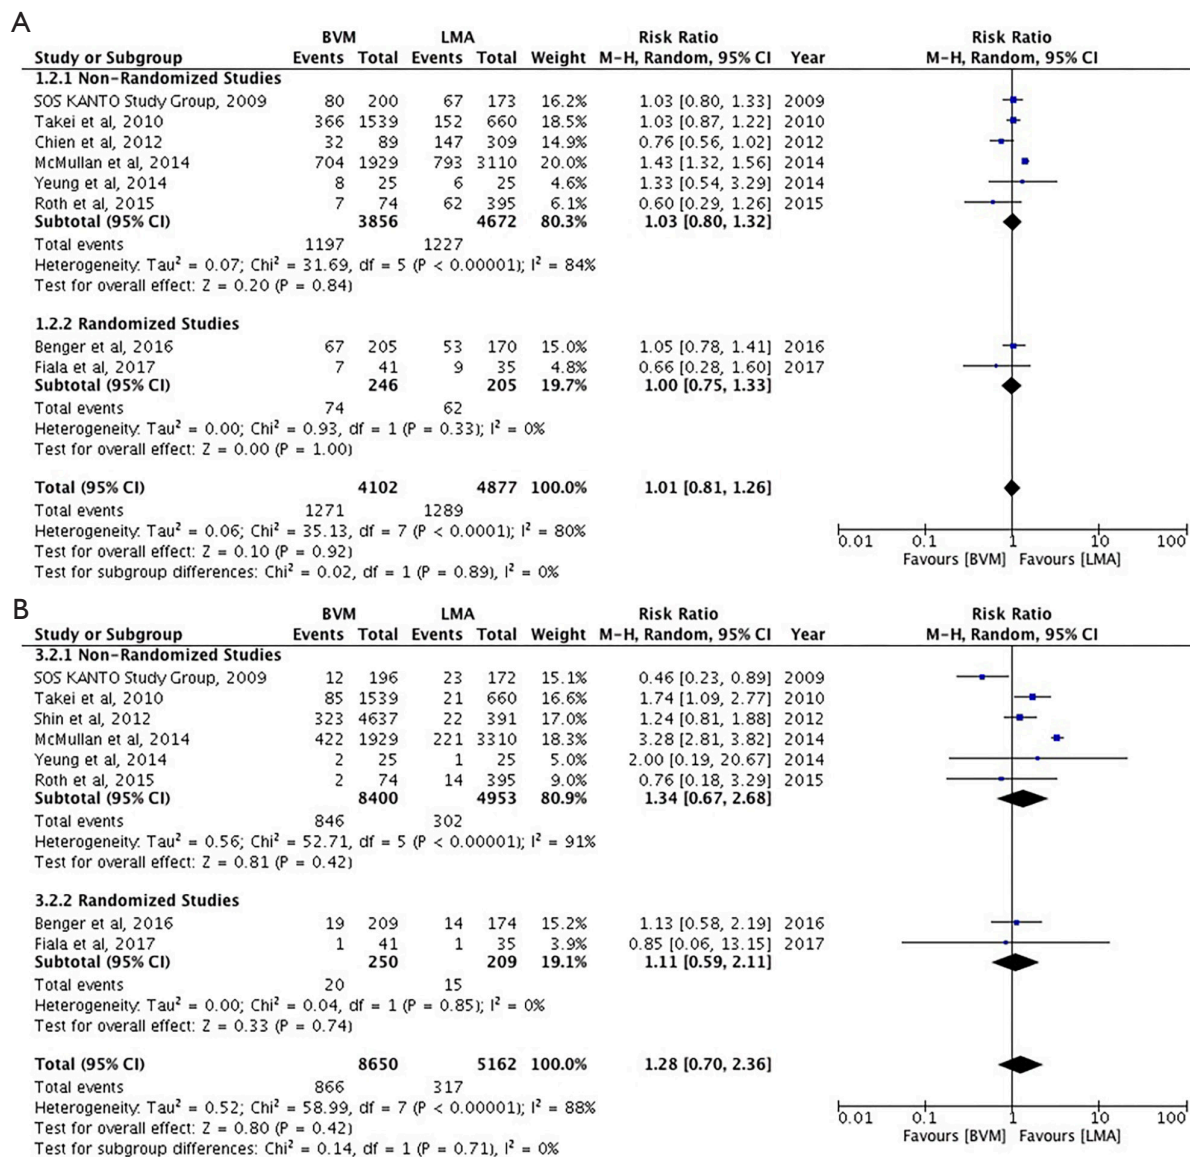 A
BVM LMA Risk Ratio Risk Ratio
Study or Subgroup Events Total Events Total Weight M-H, Random, 95% CI Year M-H, Random, 95% CI
1.2.1 Non-Randomized Studies
SOS KANTO Study Group, 2009 80 200 67 173 16.2% 1.03 [0.80, 1.33] 2009
Takei et al, 2010 366 1539 152 660 18.5% 1.03 [0.87, 1.22] 2010
Chien et al, 2012 32 89 147 309 14.9% 0.76 [0.56, 1.02] 2012
McMullan et al, 2014 704 1929 793 3110 20.0% 1.43 [1.32, 1.56] 2014
Yeung et al, 2014 8 25 6 25 4.6% 1.33 [0.54, 3.29] 2014
Roth et al, 2015 7 74 62 395 6.1% 0.60 [0.29, 1.26] 2015
Subtotal (95% CI) 3856 4672 80.3% 1.03 [0.80, 1.32]
Total events 1197 1227
Heterogeneity: Tau² = 0.07; Chi² = 31.69, df = 5 (P < 0.00001); I² = 84%
Test for overall effect: Z = 0.20 (P = 0.84)
1.2.2 Randomized Studies
Benger et al, 2016 67 205 53 170 15.0% 1.05 [0.78, 1.41] 2016
Fiala et al, 2017 7 41 9 35 4.8% 0.66 [0.28, 1.60] 2017
Subtotal (95% CI) 246 205 19.7% 1.00 [0.75, 1.33]
Total events 74 62
Heterogeneity: Tau² = 0.00; Chi² = 0.93, df = 1 (P = 0.33); I² = 0%
Test for overall effect: Z = 0.00 (P = 1.00)
Total (95% CI) 4102 4877 100.0% 1.01 [0.81, 1.26]
Total events 1271 1289
Heterogeneity: Tau² = 0.06; Chi² = 35.13, df = 7 (P < 0.0001); I² = 80%
Test for overall effect: Z = 0.10 (P = 0.92)
Test for subgroup differences: Chi² = 0.02, df = 1 (P = 0.89), I² = 0%
0.01 0.1 1 10 100
Favours [BVM] Favours [LMA]
B
BVM LMA Risk Ratio Risk Ratio
Study or Subgroup Events Total Events Total Weight M-H, Random, 95% CI Year M-H, Random, 95% CI
3.2.1 Non-Randomized Studies
SOS KANTO Study Group, 2009 12 196 23 172 15.1% 0.46 [0.23, 0.89] 2009
Takei et al, 2010 85 1539 21 660 16.6% 1.74 [1.09, 2.77] 2010
Shin et al, 2012 323 4637 22 391 17.0% 1.24 [0.81, 1.88] 2012
McMullan et al, 2014 422 1929 221 3310 18.3% 3.28 [2.81, 3.82] 2014
Yeung et al, 2014 2 25 1 25 5.0% 2.00 [0.19, 20.67] 2014
Roth et al, 2015 2 74 14 395 9.0% 0.76 [0.18, 3.29] 2015
Subtotal (95% CI) 8400 4953 80.9% 1.34 [0.67, 2.68]
Total events 846 302
Heterogeneity: Tau² = 0.56; Chi² = 52.71, df = 5 (P < 0.00001); I² = 91%
Test for overall effect: Z = 0.81 (P = 0.42)
3.2.2 Randomized Studies
Benger et al, 2016 19 209 14 174 15.2% 1.13 [0.58, 2.19] 2016
Fiala et al, 2017 1 41 1 35 3.9% 0.85 [0.06, 13.15] 2017
Subtotal (95% CI) 250 209 19.1% 1.11 [0.59, 2.11]
Total events 20 15
Heterogeneity: Tau² = 0.00; Chi² = 0.04, df = 1 (P = 0.85); I² = 0%
Test for overall effect: Z = 0.33 (P = 0.74)
Total (95% CI) 8650 5162 100.0% 1.28 [0.70, 2.36]
Total events 866 317
Heterogeneity: Tau² = 0.52; Chi² = 58.99, df = 7 (P < 0.00001); I² = 88%
Test for overall effect: Z = 0.80 (P = 0.42)
Test for subgroup differences: Chi² = 0.14, df = 1 (P = 0.71), I² = 0%
0.01 0.1 1 10 100
Favours [BVM] Favours [LMA]